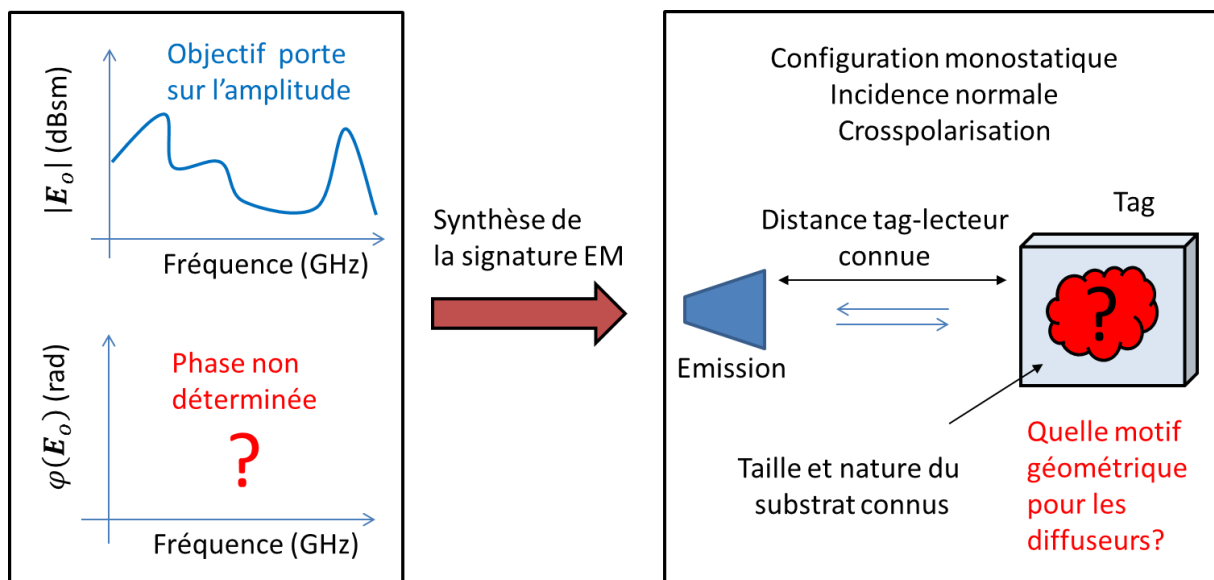 Objectif porte
sur l'amplitude
|E_o| (dBsm)
Fréquence (GHz)
Phase non
déterminée
?
φ(E_o) (rad)
Fréquence (GHz)
Synthèse de
la signature EM
Configuration monostatique
Incidence normale
Crosspolarisation
Tag
Distance tag-lecteur
connue
?
Emission
Taille et nature du
substrat connus
Quelle motif
géométrique
pour les
diffuseurs?